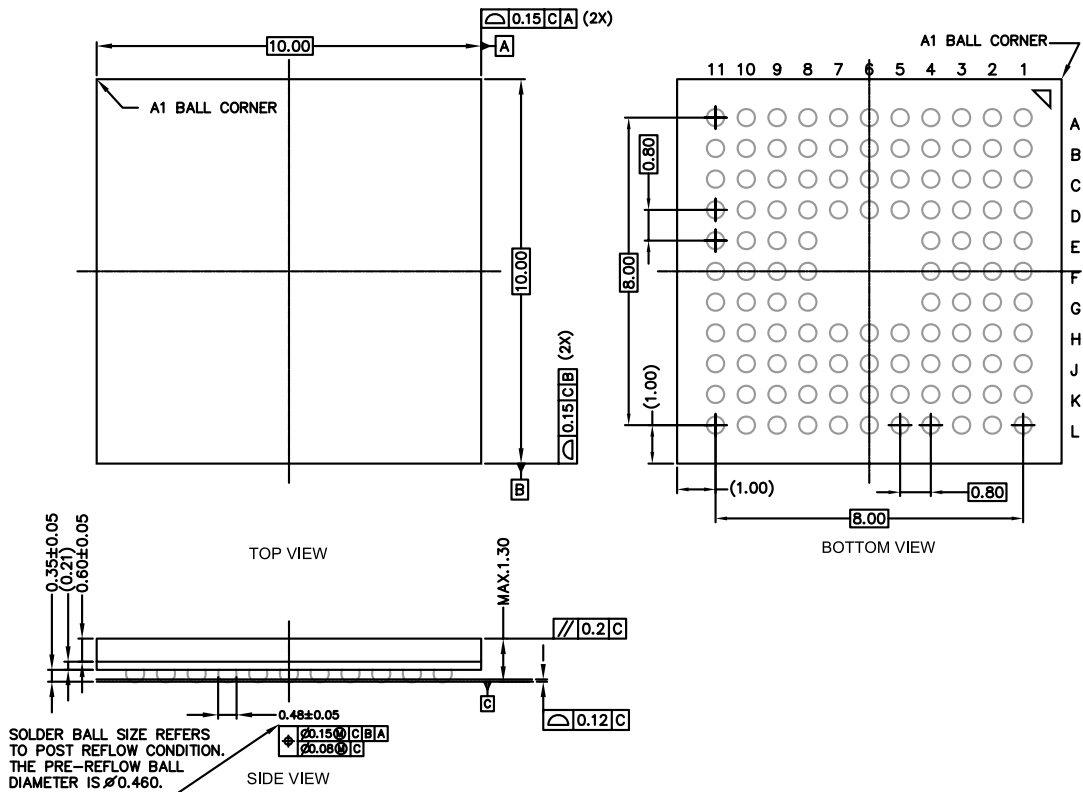 ⌓ 0.15 C A (2X)
10.00
A
A1 BALL CORNER
10.00
⌓ 0.15 C B (2X)
B
TOP VIEW
A1 BALL CORNER
11 10 9 8 7 6 5 4 3 2 1
A
B
C
D
E
F
G
H
J
K
L
0.80
8.00
(1.00)
(1.00)
0.80
8.00
BOTTOM VIEW
0.35±0.05
(0.21)
0.60±0.05
MAX.1.30
// 0.2 C
C
⌓ 0.12 C
0.48±0.05
⌖ Ø0.15 Ⓜ C B A
Ø0.08 Ⓜ C
SOLDER BALL SIZE REFERS
TO POST REFLOW CONDITION.
THE PRE-REFLOW BALL
DIAMETER IS Ø0.460.
SIDE VIEW